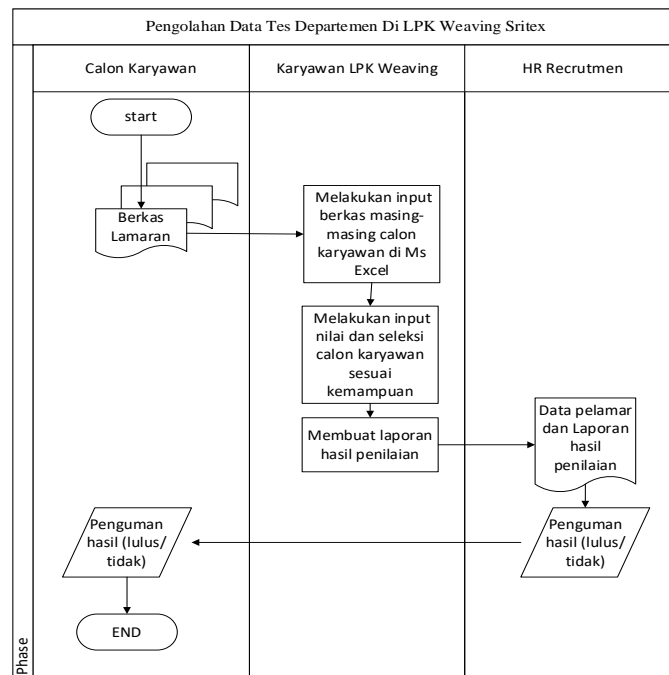 Pengolahan Data Tes Departemen Di LPK Weaving Sritex
Calon Karyawan
Karyawan LPK Weaving
HR Recrutmen
start
Berkas
Lamaran
Melakukan input
berkas masing-
masing calon
karyawan di Ms
Excel
Melakukan input
nilai dan seleksi
calon karyawan
sesuai
kemampuan
Membuat laporan
hasil penilaian
Data pelamar
dan Laporan
hasil
penilaian
Penguman
hasil (lulus/
tidak)
Penguman
hasil (lulus/
tidak)
END
Phase